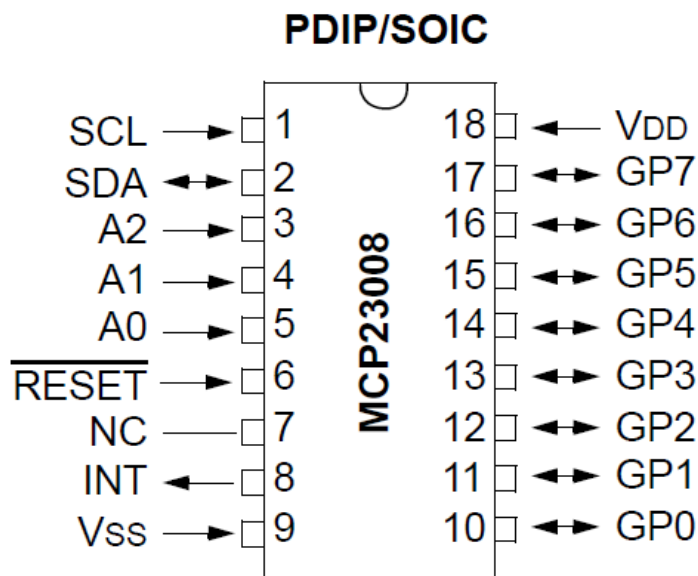 PDIP/SOIC
SCL 1 18 VDD
SDA 2 17 GP7
A2 3 16 GP6
A1 4 15 GP5
A0 5 14 GP4
RESET 6 13 GP3
NC 7 12 GP2
INT 8 11 GP1
VSS 9 10 GP0
MCP23008